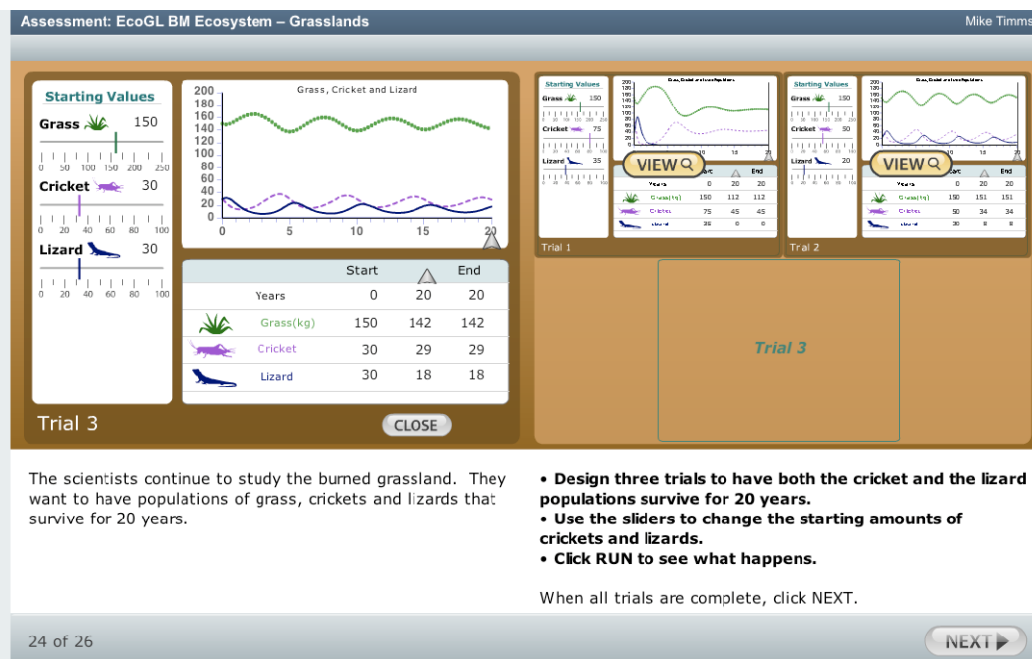 Assessment: EcoGL BM Ecosystem – Grasslands
Mike Timms
Starting Values
Grass 150
0 50 100 150 200 250
Cricket 30
0 20 40 60 80 100
Lizard 30
0 20 40 60 80 100
Grass, Cricket and Lizard
200
180
160
140
120
100
80
60
40
20
0
0 5 10 15 20
Start End
Years 0 20 20
Grass(kg) 150 142 142
Cricket 30 29 29
Lizard 30 18 18
Trial 3
CLOSE
Starting Values
Grass 150
Cricket 75
Lizard 35
VIEW
End
Years 0 20 20
Grass(kg) 150 112 112
Cricket 75 45 45
0 0
Trial 1
Starting Values
Grass 150
Cricket 50
Lizard 20
VIEW
End
Years 0 20 20
Grass(kg) 150 151 151
Cricket 50 34 34
8 8
Trial 2
Trial 3
The scientists continue to study the burned grassland. They
want to have populations of grass, crickets and lizards that
survive for 20 years.
• Design three trials to have both the cricket and the lizard
populations survive for 20 years.
• Use the sliders to change the starting amounts of
crickets and lizards.
• Click RUN to see what happens.
When all trials are complete, click NEXT.
24 of 26
NEXT